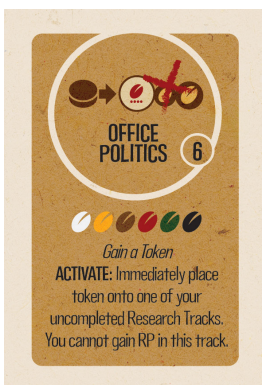 OFFICE
POLITICS
6
Gain a Token
ACTIVATE: Immediately place
token onto one of your
uncompleted Research Tracks.
You cannot gain RP in this track.